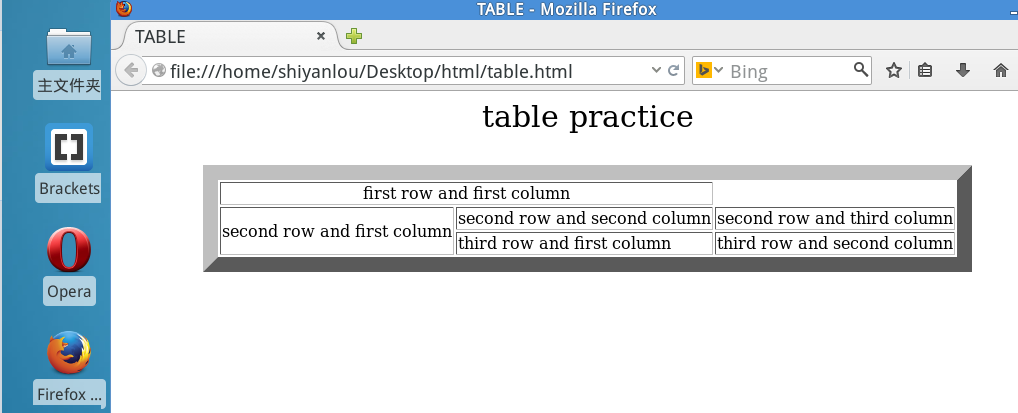 TABLE - Mozilla Firefox
TABLE
file:///home/shiyanlou/Desktop/html/table.html
Bing
主文件夹
Brackets
Opera
Firefox ...
table practice
first row and first column
second row and first column
second row and second column
second row and third column
third row and first column
third row and second column